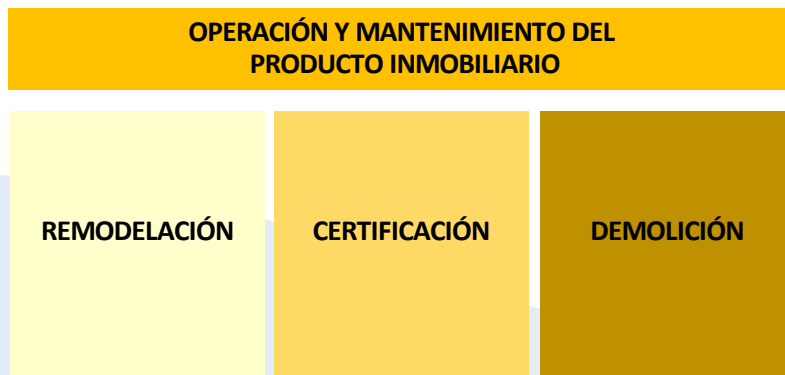 OPERACIÓN Y MANTENIMIENTO DEL
PRODUCTO INMOBILIARIO
REMODELACIÓN
CERTIFICACIÓN
DEMOLICIÓN